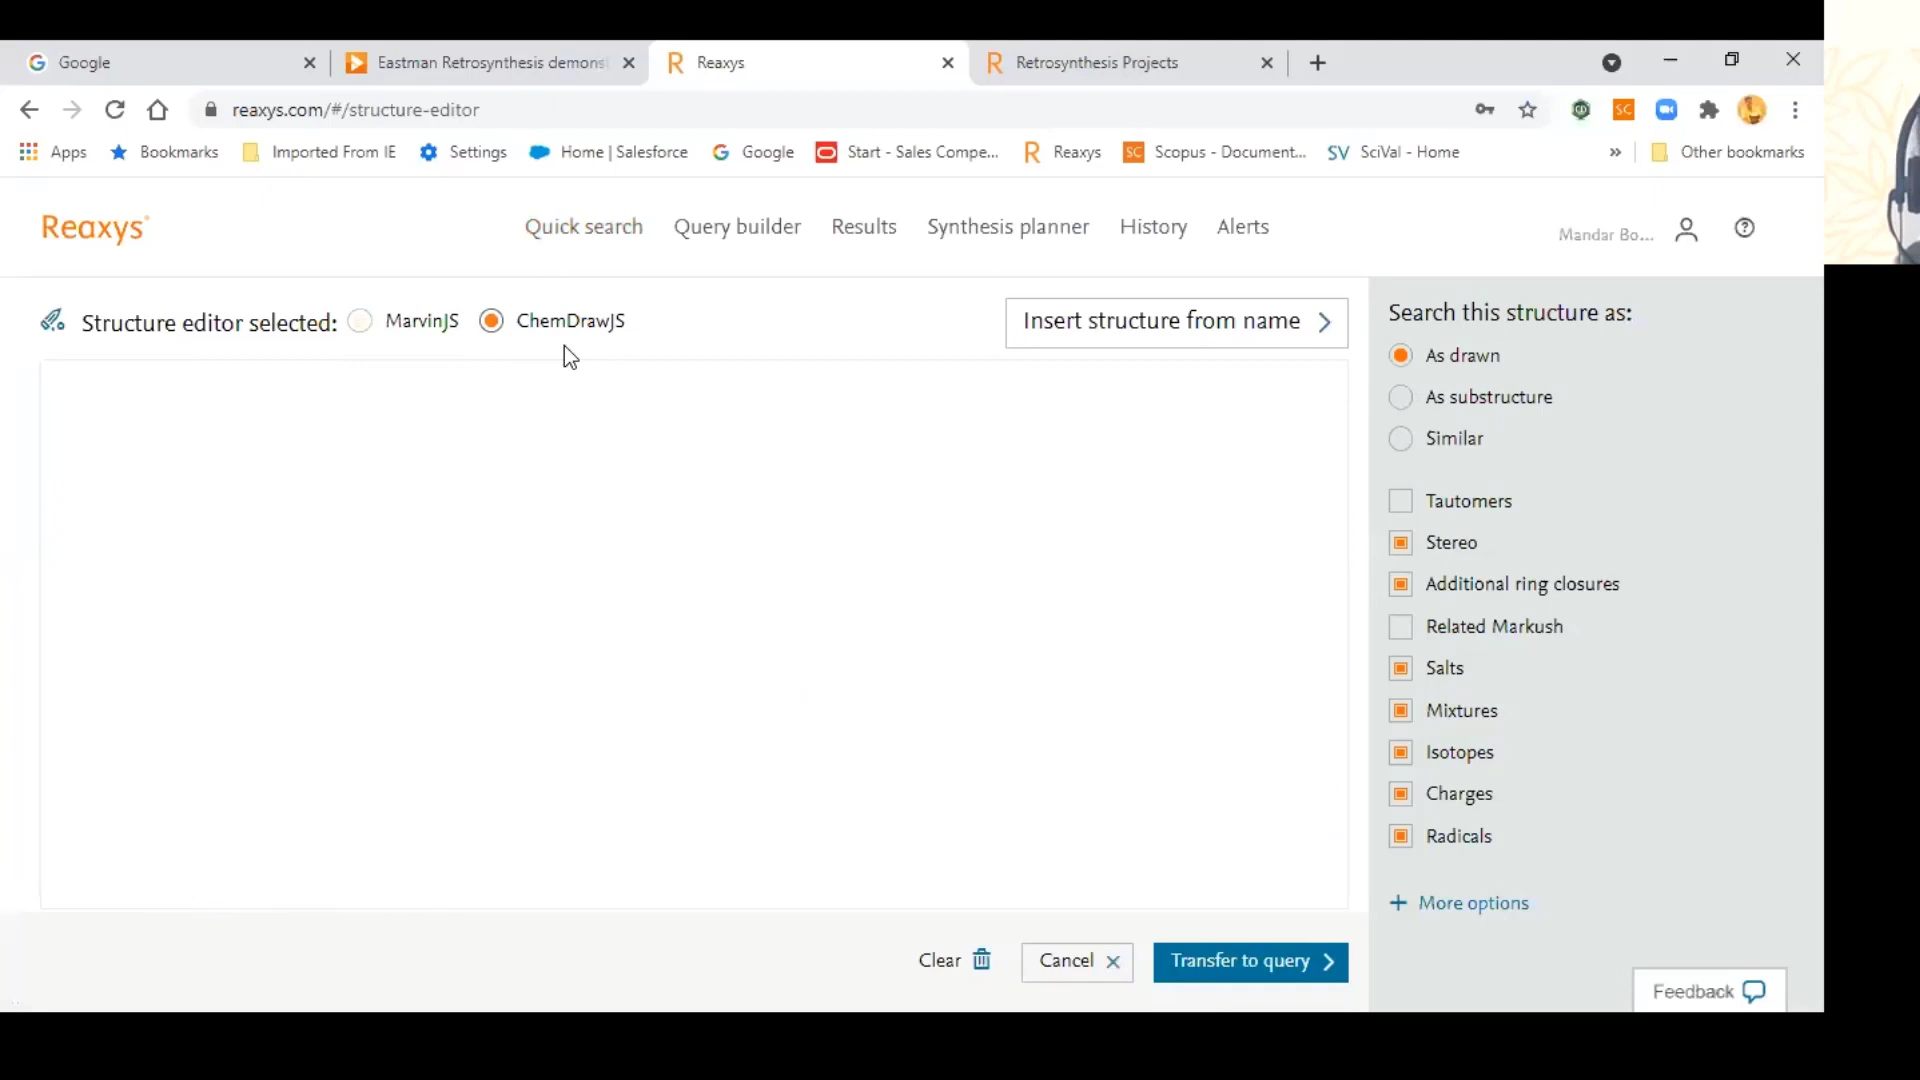 Google
Eastman Retrosynthesis demons
Reaxys
Retrosynthesis Projects
reaxys.com/#/structure-editor
SC
Apps
Bookmarks
Imported From IE
Settings
Home | Salesforce
Google
Start - Sales Compe...
Reaxys
SC
Scopus - Document...
SV
SciVal - Home
»
Other bookmarks
Reaxys
Quick search
Query builder
Results
Synthesis planner
History
Alerts
Mandar Bo...
Structure editor selected:
MarvinJS
ChemDrawJS
Insert structure from name
Search this structure as:
As drawn
As substructure
Similar
Tautomers
Stereo
Additional ring closures
Related Markush
Salts
Mixtures
Isotopes
Charges
Radicals
+ More options
Clear
Cancel
Transfer to query
Feedback